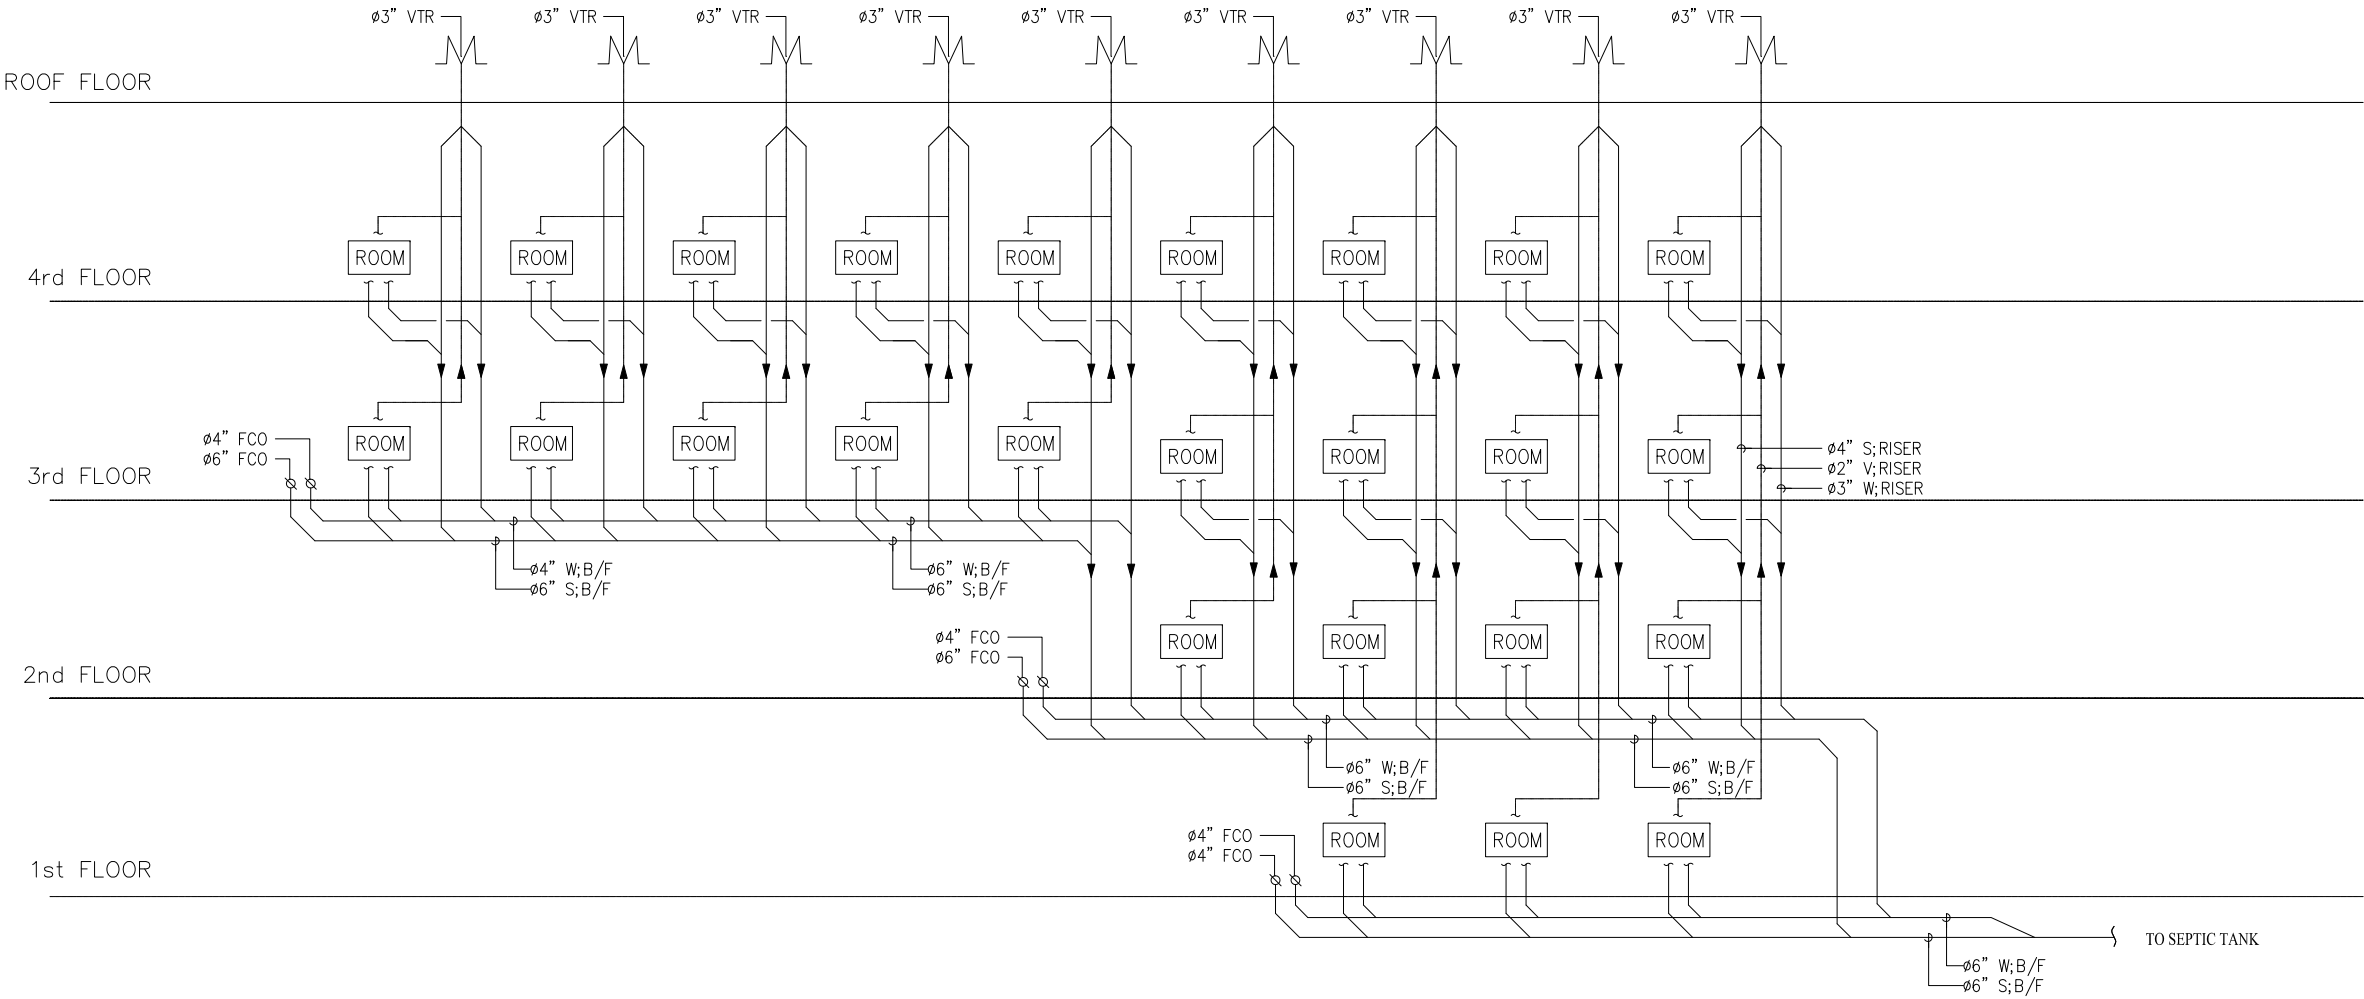 ø3” VTR ø3” VTR ø3” VTR ø3” VTR ø3” VTR ø3” VTR ø3” VTR ø3” VTR ø3” VTR
ROOF FLOOR
ROOM ROOM ROOM ROOM ROOM ROOM ROOM ROOM ROOM
4rd FLOOR
ROOM ROOM ROOM ROOM ROOM ROOM ROOM ROOM ROOM
ø4” FCO
ø6” FCO
3rd FLOOR
ø4” S;RISER
ø2” V;RISER
ø3” W;RISER
ø4” W;B/F
ø6” S;B/F
ø6” W;B/F
ø6” S;B/F
ROOM ROOM ROOM ROOM
ø4” FCO
ø6” FCO
2nd FLOOR
ø6” W;B/F
ø6” S;B/F
ø6” W;B/F
ø6” S;B/F
ROOM ROOM ROOM
ø4” FCO
ø4” FCO
1st FLOOR
TO SEPTIC TANK
ø6” W;B/F
ø6” S;B/F